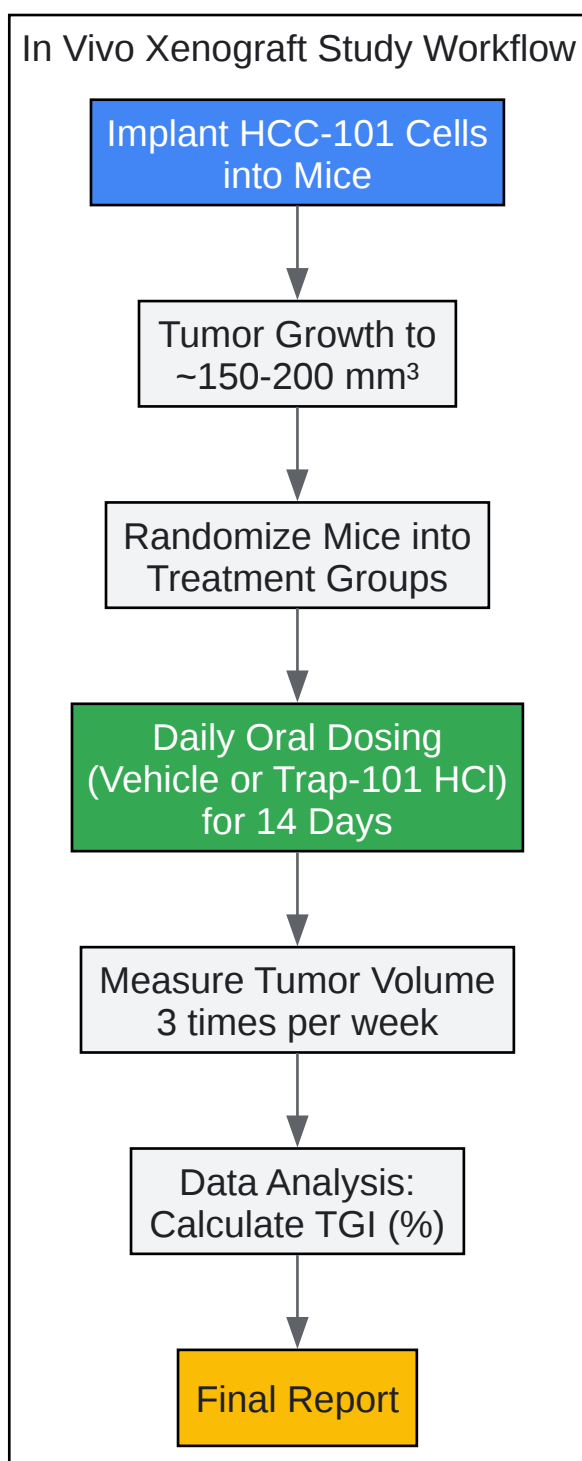 In Vivo Xenograft Study Workflow
Implant HCC-101 Cells
into Mice
Tumor Growth to
~150-200 mm³
Randomize Mice into
Treatment Groups
Daily Oral Dosing
(Vehicle or Trap-101 HCl)
for 14 Days
Measure Tumor Volume
3 times per week
Data Analysis:
Calculate TGI (%)
Final Report